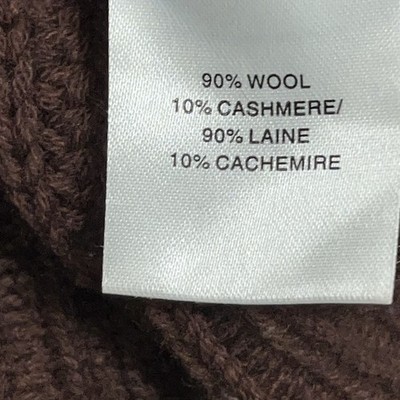 90% WOOL
10% CASHMERE/
90% LAINE
10% CACHEMIRE